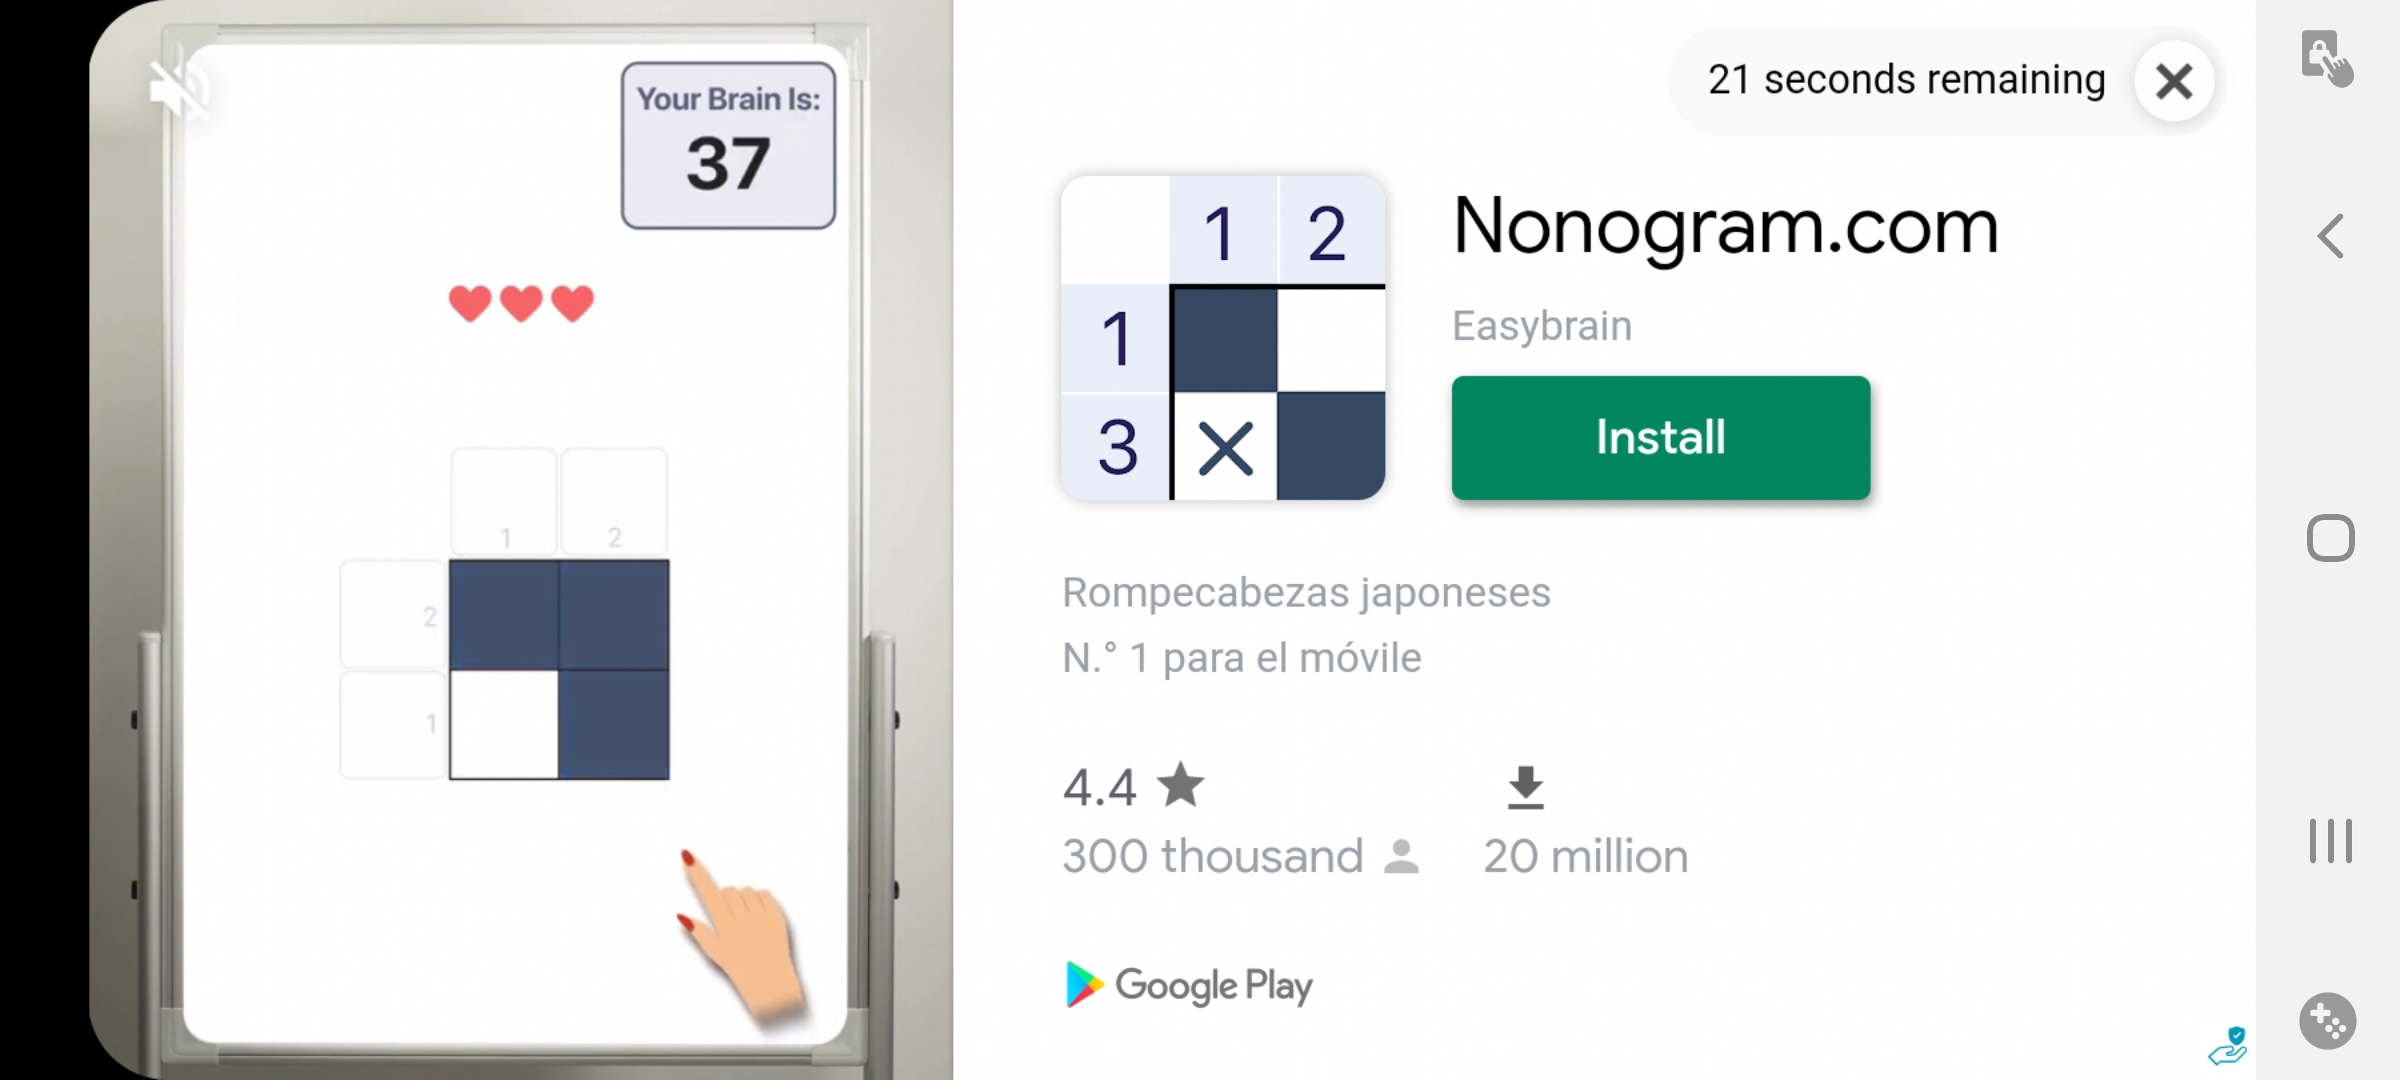 Your Brain Is:
37
1 2
2
1
21 seconds remaining
1 2
1
3
Nonogram.com
Easybrain
Install
Rompecabezas japoneses
N.° 1 para el móvile
4.4
300 thousand
20 million
Google Play